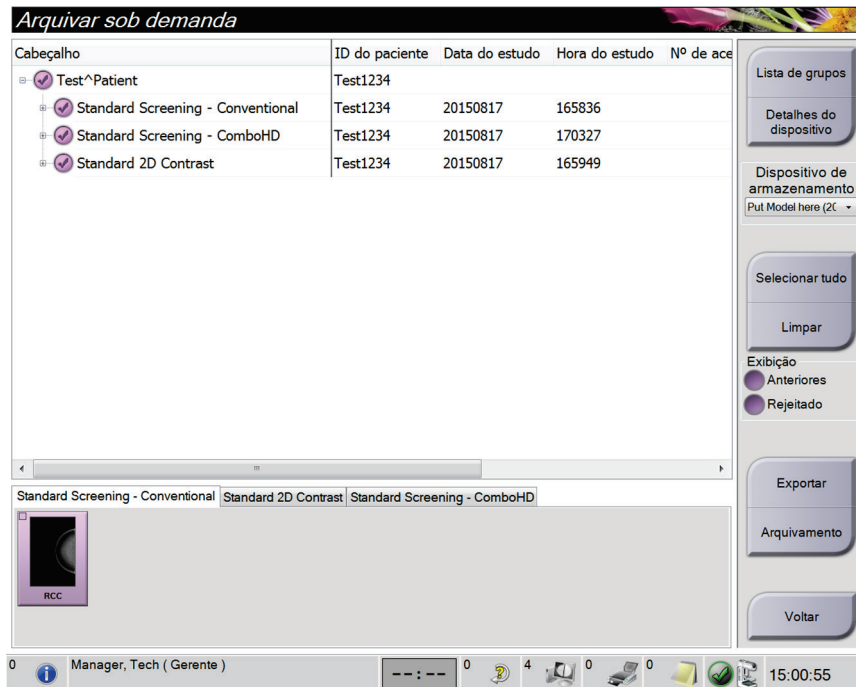 Arquivar sob demanda
Cabeçalho ID do paciente Data do estudo Hora do estudo Nº de ace
Test^Patient Test1234
Standard Screening - Conventional Test1234 20150817 165836
Standard Screening - ComboHD Test1234 20150817 170327
Standard 2D Contrast Test1234 20150817 165949
Lista de grupos
Detalhes do
dispositivo
Dispositivo de
armazenamento
Put Model here (20
Selecionar tudo
Limpar
Exibição
Anteriores
Rejeitado
Exportar
Arquivamento
Voltar
Standard Screening - Conventional Standard 2D Contrast Standard Screening - ComboHD
RCC
0 Manager, Tech ( Gerente ) --:-- 0 4 0 0 15:00:55